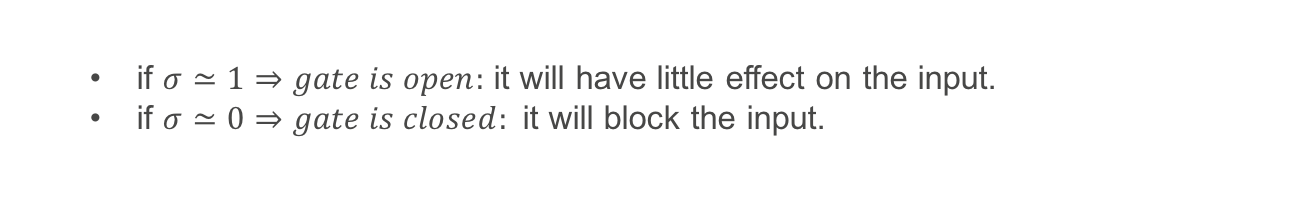 • if 𝜎 ≃ 1 ⇒ 𝑔𝑎𝑡𝑒 𝑖𝑠 𝑜𝑝𝑒𝑛: it will have little effect on the input.
• if 𝜎 ≃ 0 ⇒ 𝑔𝑎𝑡𝑒 𝑖𝑠 𝑐𝑙𝑜𝑠𝑒𝑑: it will block the input.